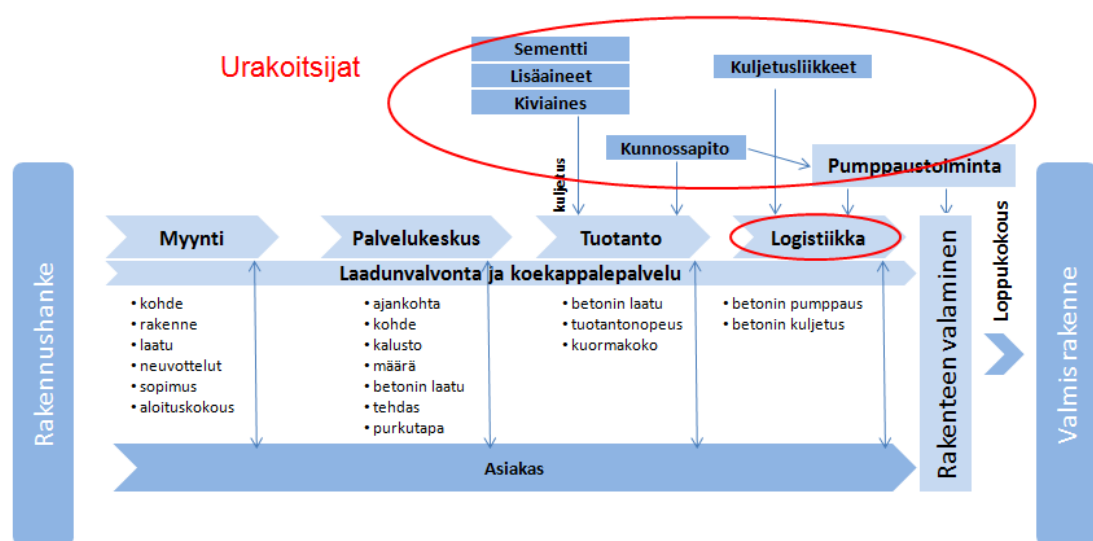 Urakoitsijat
Sementti
Lisäaineet
Kiviaines
Kuljetusliikkeet
Kunnossapito
Pumppaustoiminta
kuljetus
Rakennushanke
Myynti
Palvelukeskus
Tuotanto
Logistiikka
Laadunvalvonta ja koekappalepalvelu
• kohde
• rakenne
• laatu
• neuvottelut
• sopimus
• aloituskokous
• ajankohta
• kohde
• kalusto
• määrä
• betonin laatu
• tehdas
• purkutapa
• betonin laatu
• tuotantonopeus
• kuormakoko
• betonin pumppaus
• betonin kuljetus
Asiakas
Rakenteen valaminen
Loppukokous
Valmis rakenne